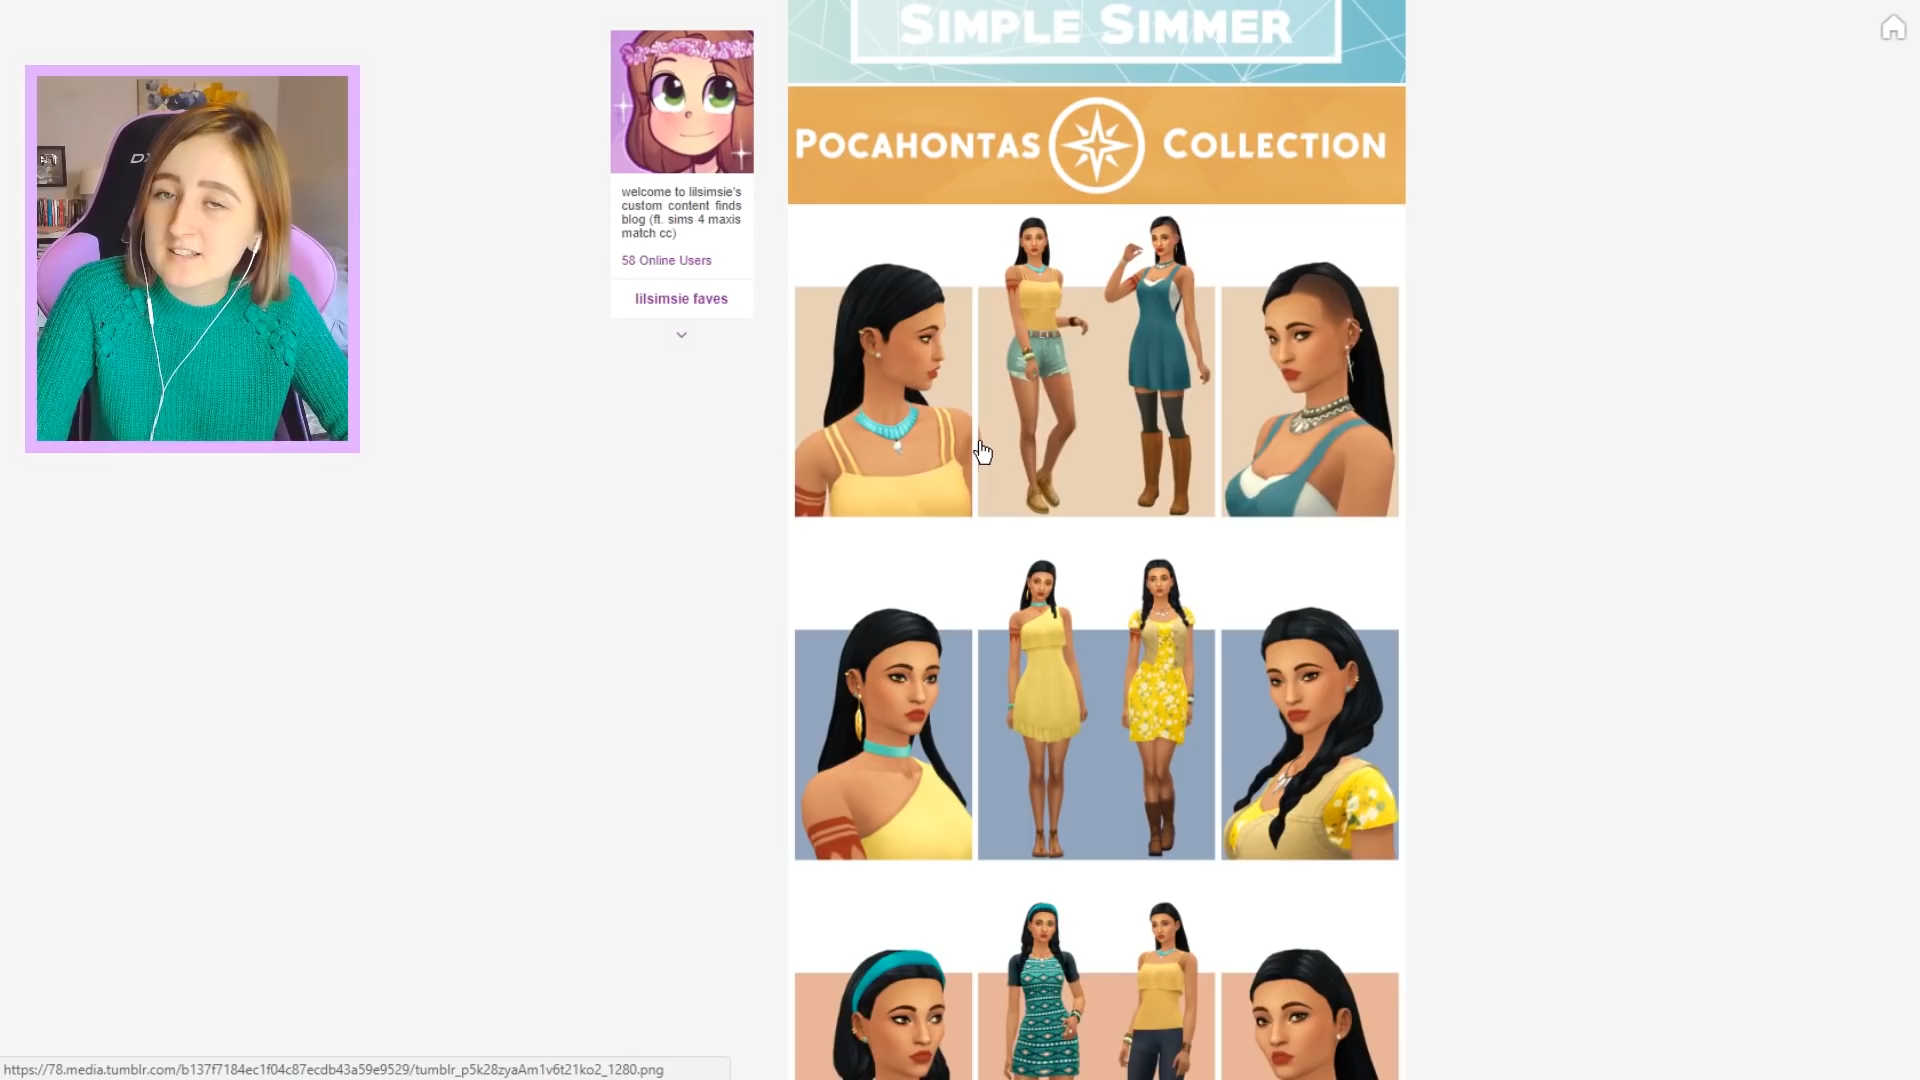 SIMPLE SIMMER
POCAHONTAS COLLECTION
welcome to lilsimsie's
custom content finds
blog (ft. sims 4 maxis
match cc)
58 Online Users
lilsimsie faves
DX
https://78.media.tumblr.com/b137f7184ec1f04c87ecdb43a59e9529/tumblr_p5k28zyaAm1v6t21ko2_1280.png